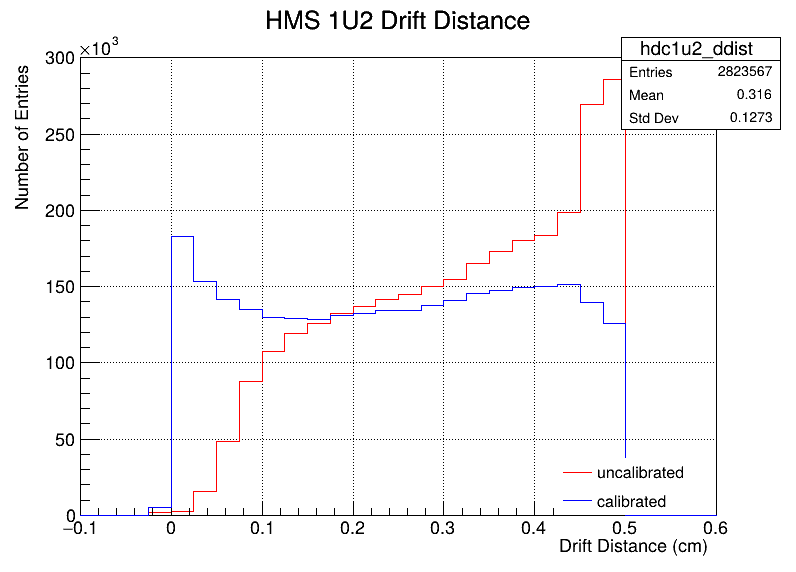 HMS 1U2 Drift Distance
×10³
hdc1u2_ddist
Entries 2823567
Mean 0.316
Std Dev 0.1273
Number of Entries
300
250
200
150
100
50
0
−0.1 0 0.1 0.2 0.3 0.4 0.5 0.6
Drift Distance (cm)
uncalibrated
calibrated